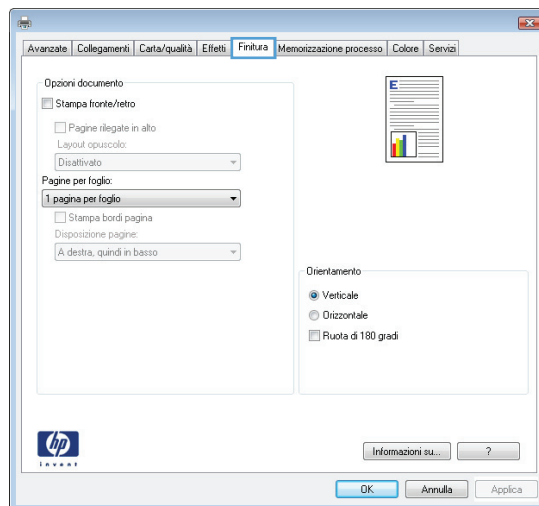 Avanzate Collegamenti Carta/qualità Effetti Finitura Memorizzazione processo Colore Servizi
Opzioni documento
Stampa fronte/retro
Pagine rilegate in alto
Layout opuscolo:
Disattivato
Pagine per foglio:
1 pagina per foglio
Stampa bordi pagina
Disposizione pagine:
A destra, quindi in basso
E
Orientamento
Verticale
Orizzontale
Ruota di 180 gradi
hp
invent
Informazioni su... ?
OK Annulla Applica